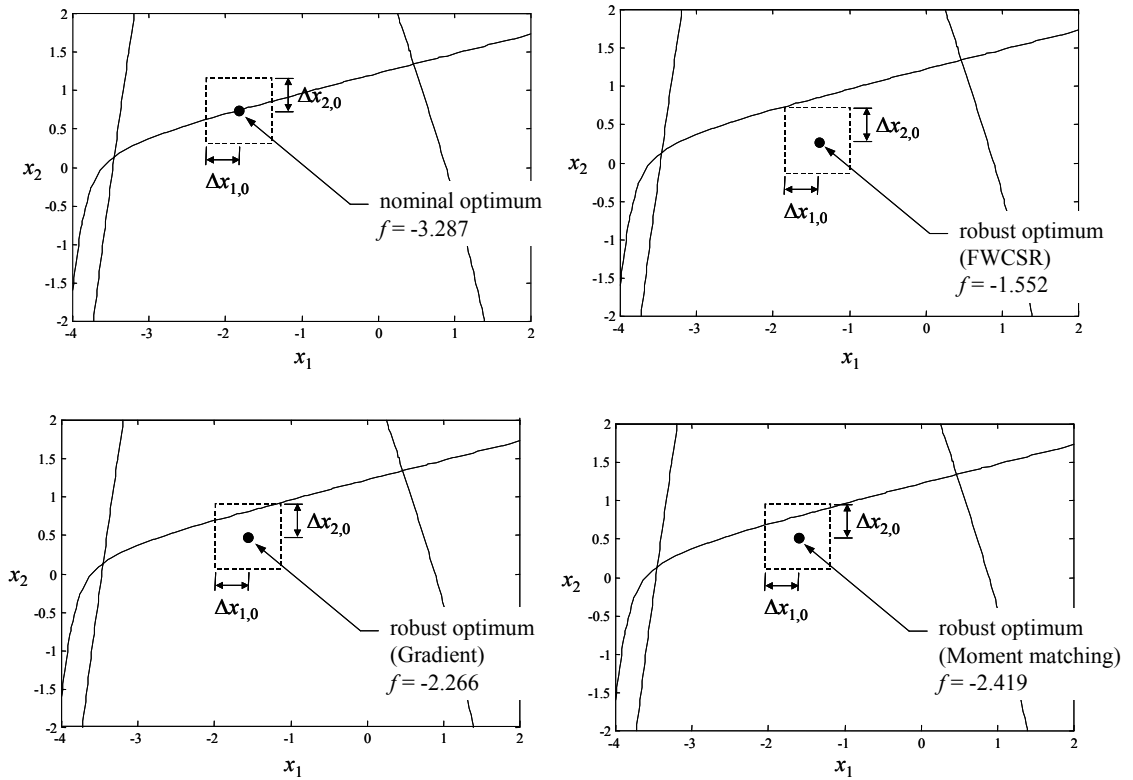 2
1.5
1
0.5
0
-0.5
-1
-1.5
-2
x2
-4 -3 -2 -1 0 1 2
x1
Δx2,0
Δx1,0
nominal optimum
f = -3.287
2
1.5
1
0.5
0
-0.5
-1
-1.5
-2
x2
-4 -3 -2 -1 0 1 2
x1
Δx2,0
Δx1,0
robust optimum
(FWCSR)
f = -1.552
2
1.5
1
0.5
0
-0.5
-1
-1.5
-2
x2
-4 -3 -2 -1 0 1 2
x1
Δx2,0
Δx1,0
robust optimum
(Gradient)
f = -2.266
2
1.5
1
0.5
0
-0.5
-1
-1.5
-2
x2
-4 -3 -2 -1 0 1 2
x1
Δx2,0
Δx1,0
robust optimum
(Moment matching)
f = -2.419